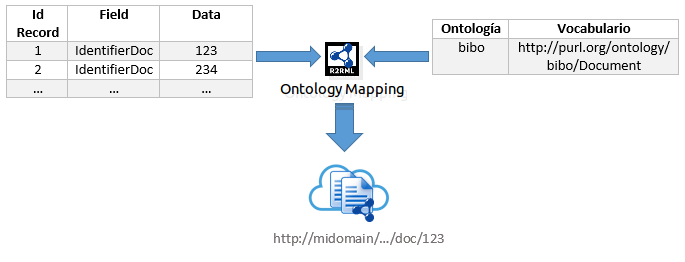 Id Record Field Data
1 IdentifierDoc 123
2 IdentifierDoc 234
... ... ...
R2RML
Ontology Mapping
Ontología Vocabulario
bibo http://purl.org/ontology/
bibo/Document
http://midomain/.../doc/123